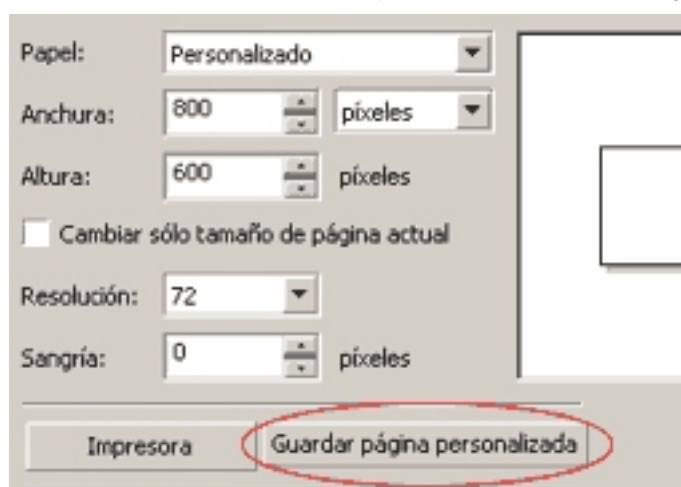 Papel: Personalizado
Anchura: 800 píxeles
Altura: 600 píxeles
Cambiar sólo tamaño de página actual
Resolución: 72
Sangría: 0 píxeles
Impresora Guardar página personalizada